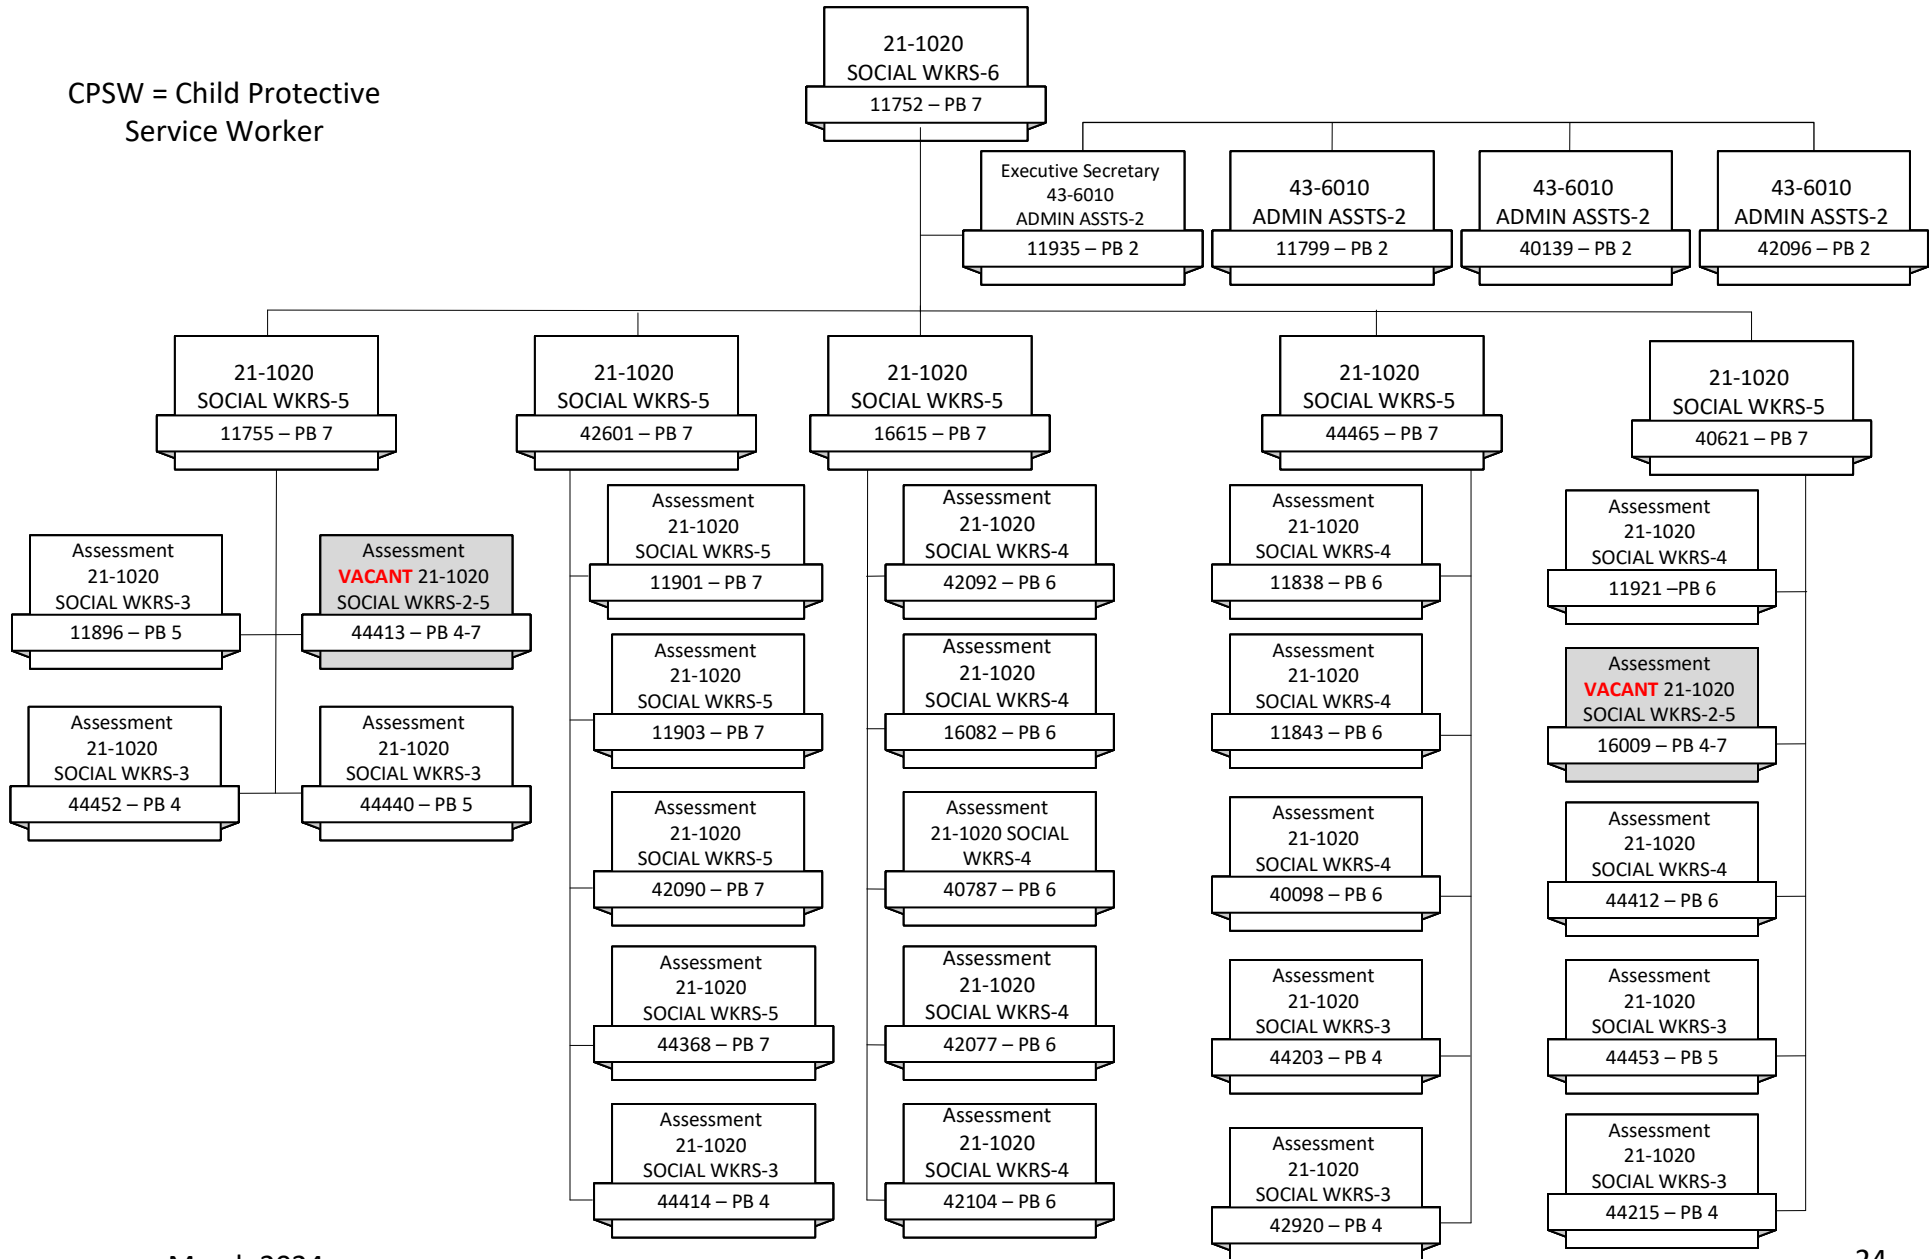 CPSW = Child Protective
Service Worker
21-1020
SOCIAL WKRS-6
11752 – PB 7
Executive Secretary
43-6010
ADMIN ASSTS-2
11935 – PB 2
43-6010
ADMIN ASSTS-2
11799 – PB 2
43-6010
ADMIN ASSTS-2
40139 – PB 2
43-6010
ADMIN ASSTS-2
42096 – PB 2
21-1020
SOCIAL WKRS-5
11755 – PB 7
Assessment
21-1020
SOCIAL WKRS-3
11896 – PB 5
Assessment
VACANT 21-1020
SOCIAL WKRS-2-5
44413 – PB 4-7
Assessment
21-1020
SOCIAL WKRS-3
44452 – PB 4
Assessment
21-1020
SOCIAL WKRS-3
44440 – PB 5
21-1020
SOCIAL WKRS-5
42601 – PB 7
Assessment
21-1020
SOCIAL WKRS-5
11901 – PB 7
Assessment
21-1020
SOCIAL WKRS-5
11903 – PB 7
Assessment
21-1020
SOCIAL WKRS-5
42090 – PB 7
Assessment
21-1020
SOCIAL WKRS-5
44368 – PB 7
Assessment
21-1020
SOCIAL WKRS-3
44414 – PB 4
21-1020
SOCIAL WKRS-5
16615 – PB 7
Assessment
21-1020
SOCIAL WKRS-4
42092 – PB 6
Assessment
21-1020
SOCIAL WKRS-4
16082 – PB 6
Assessment
21-1020 SOCIAL
WKRS-4
40787 – PB 6
Assessment
21-1020
SOCIAL WKRS-4
42077 – PB 6
Assessment
21-1020
SOCIAL WKRS-4
42104 – PB 6
21-1020
SOCIAL WKRS-5
44465 – PB 7
Assessment
21-1020
SOCIAL WKRS-4
11838 – PB 6
Assessment
21-1020
SOCIAL WKRS-4
11843 – PB 6
Assessment
21-1020
SOCIAL WKRS-4
40098 – PB 6
Assessment
21-1020
SOCIAL WKRS-3
44203 – PB 4
Assessment
21-1020
SOCIAL WKRS-3
42920 – PB 4
21-1020
SOCIAL WKRS-5
40621 – PB 7
Assessment
21-1020
SOCIAL WKRS-4
11921 –PB 6
Assessment
VACANT 21-1020
SOCIAL WKRS-2-5
16009 – PB 4-7
Assessment
21-1020
SOCIAL WKRS-4
44412 – PB 6
Assessment
21-1020
SOCIAL WKRS-3
44453 – PB 5
Assessment
21-1020
SOCIAL WKRS-3
44215 – PB 4
March 2024
24